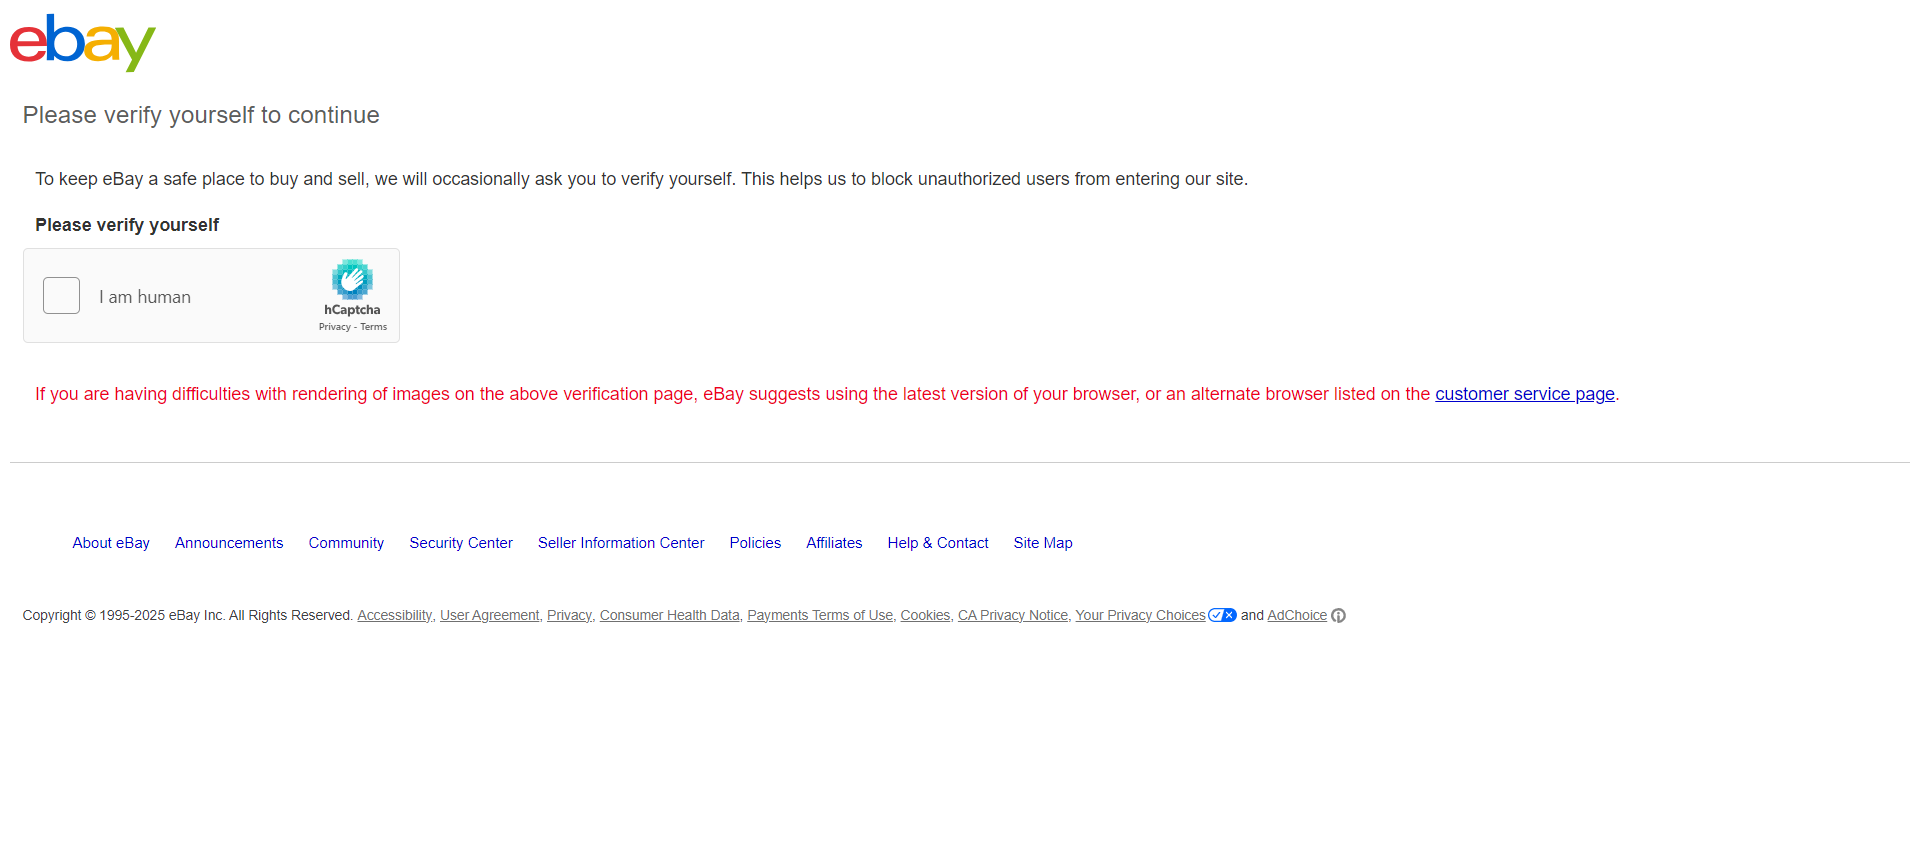 ebay
Please verify yourself to continue
To keep eBay a safe place to buy and sell, we will occasionally ask you to verify yourself. This helps us to block unauthorized users from entering our site.
Please verify yourself
I am human
hCaptcha
Privacy - Terms
If you are having difficulties with rendering of images on the above verification page, eBay suggests using the latest version of your browser, or an alternate browser listed on the customer service page.
About eBay Announcements Community Security Center Seller Information Center Policies Affiliates Help & Contact Site Map
Copyright © 1995-2025 eBay Inc. All Rights Reserved. Accessibility, User Agreement, Privacy, Consumer Health Data, Payments Terms of Use, Cookies, CA Privacy Notice, Your Privacy Choices and AdChoice